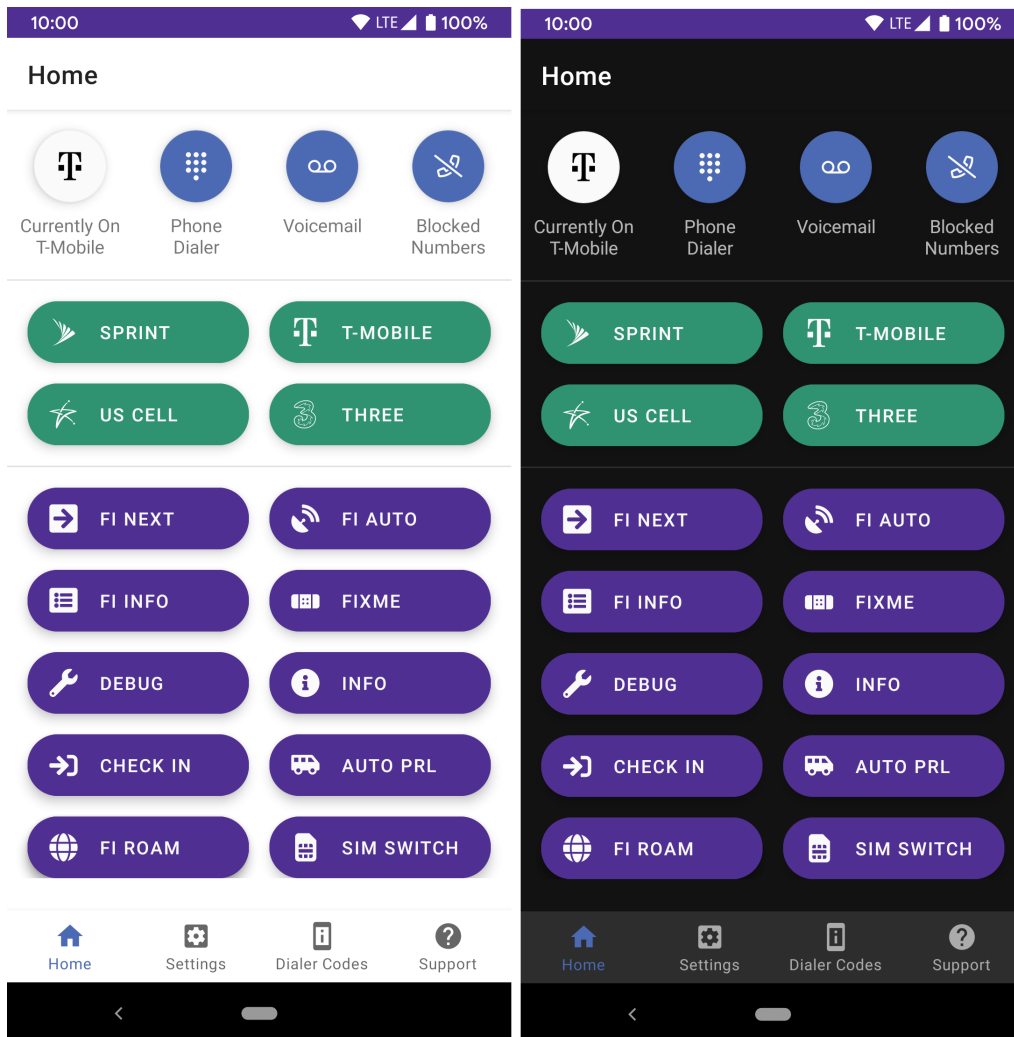 10:00 LTE 100%
Home
Currently On
T-Mobile
Phone
Dialer
Voicemail
Blocked
Numbers
SPRINT
T-MOBILE
US CELL
THREE
FI NEXT
FI AUTO
FI INFO
FIXME
DEBUG
INFO
CHECK IN
AUTO PRL
FI ROAM
SIM SWITCH
Home
Settings
Dialer Codes
Support
10:00 LTE 100%
Home
Currently On
T-Mobile
Phone
Dialer
Voicemail
Blocked
Numbers
SPRINT
T-MOBILE
US CELL
THREE
FI NEXT
FI AUTO
FI INFO
FIXME
DEBUG
INFO
CHECK IN
AUTO PRL
FI ROAM
SIM SWITCH
Home
Settings
Dialer Codes
Support